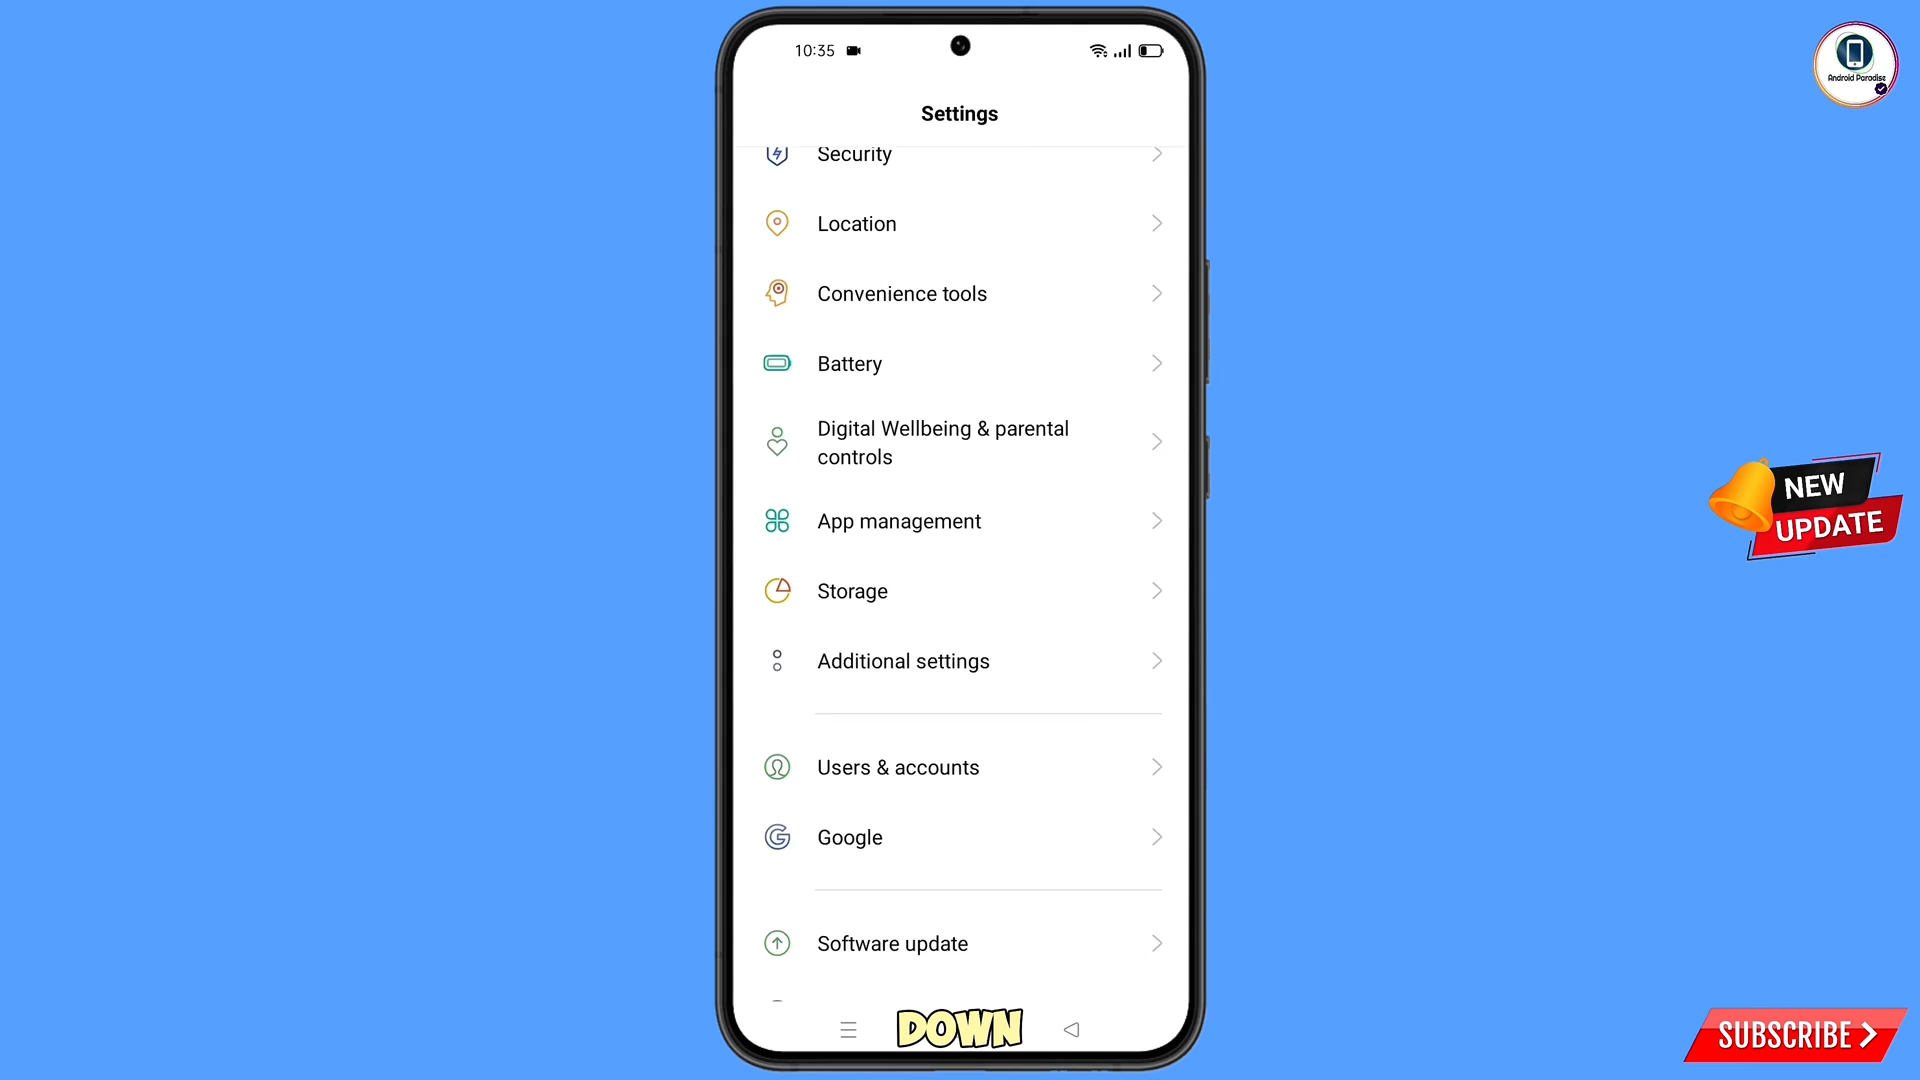 10:35
Android Paradise
Settings
Security
Location
Convenience tools
Battery
Digital Wellbeing & parental
controls
App management
NEW
UPDATE
Storage
Additional settings
Users & accounts
Google
Software update
DOWN
SUBSCRIBE